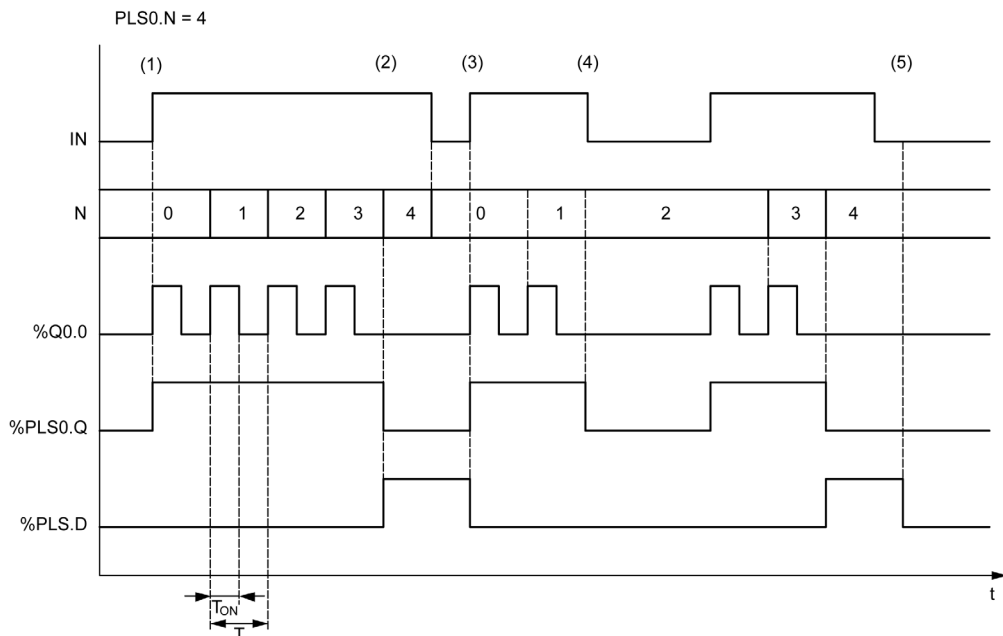 PLS0.N = 4
(1) (2) (3) (4) (5)
IN
N 0 1 2 3 4 0 1 2 3 4
%Q0.0
%PLS0.Q
%PLS.D
t
TON
T